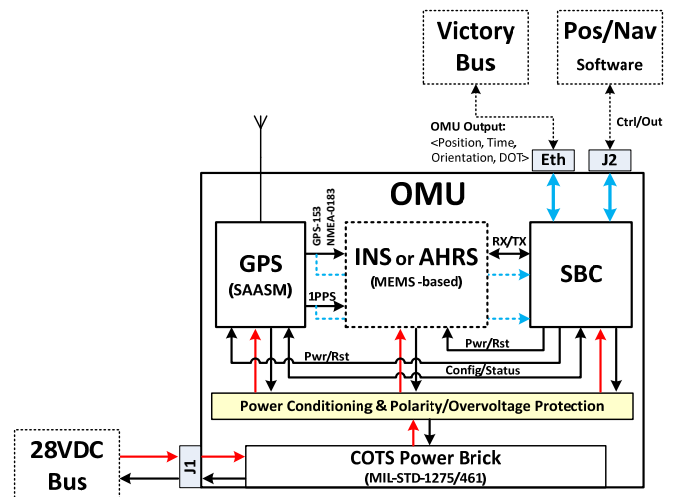 Victory
Bus
Pos/Nav
Software
OMU Output:
<Position, Time,
Orientation, DOT>
Ctrl/Out
Eth
J2
OMU
GPS-153
NMEA-0183
GPS
(SAASM)
1PPS
INS or AHRS
(MEMS -based)
RX/TX
SBC
Pwr/Rst
Pwr/Rst
Config/Status
Power Conditioning & Polarity/Overvoltage Protection
28VDC
Bus
J1
COTS Power Brick
(MIL-STD-1275/461)